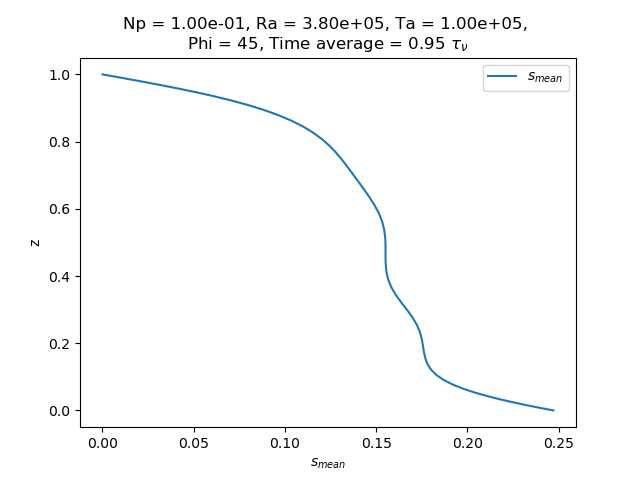 Np = 1.00e-01, Ra = 3.80e+05, Ta = 1.00e+05,
Phi = 45, Time average = 0.95 τ_ν
s_mean
1.0
0.8
0.6
0.4
0.2
0.0
z
0.00 0.05 0.10 0.15 0.20 0.25
s_mean